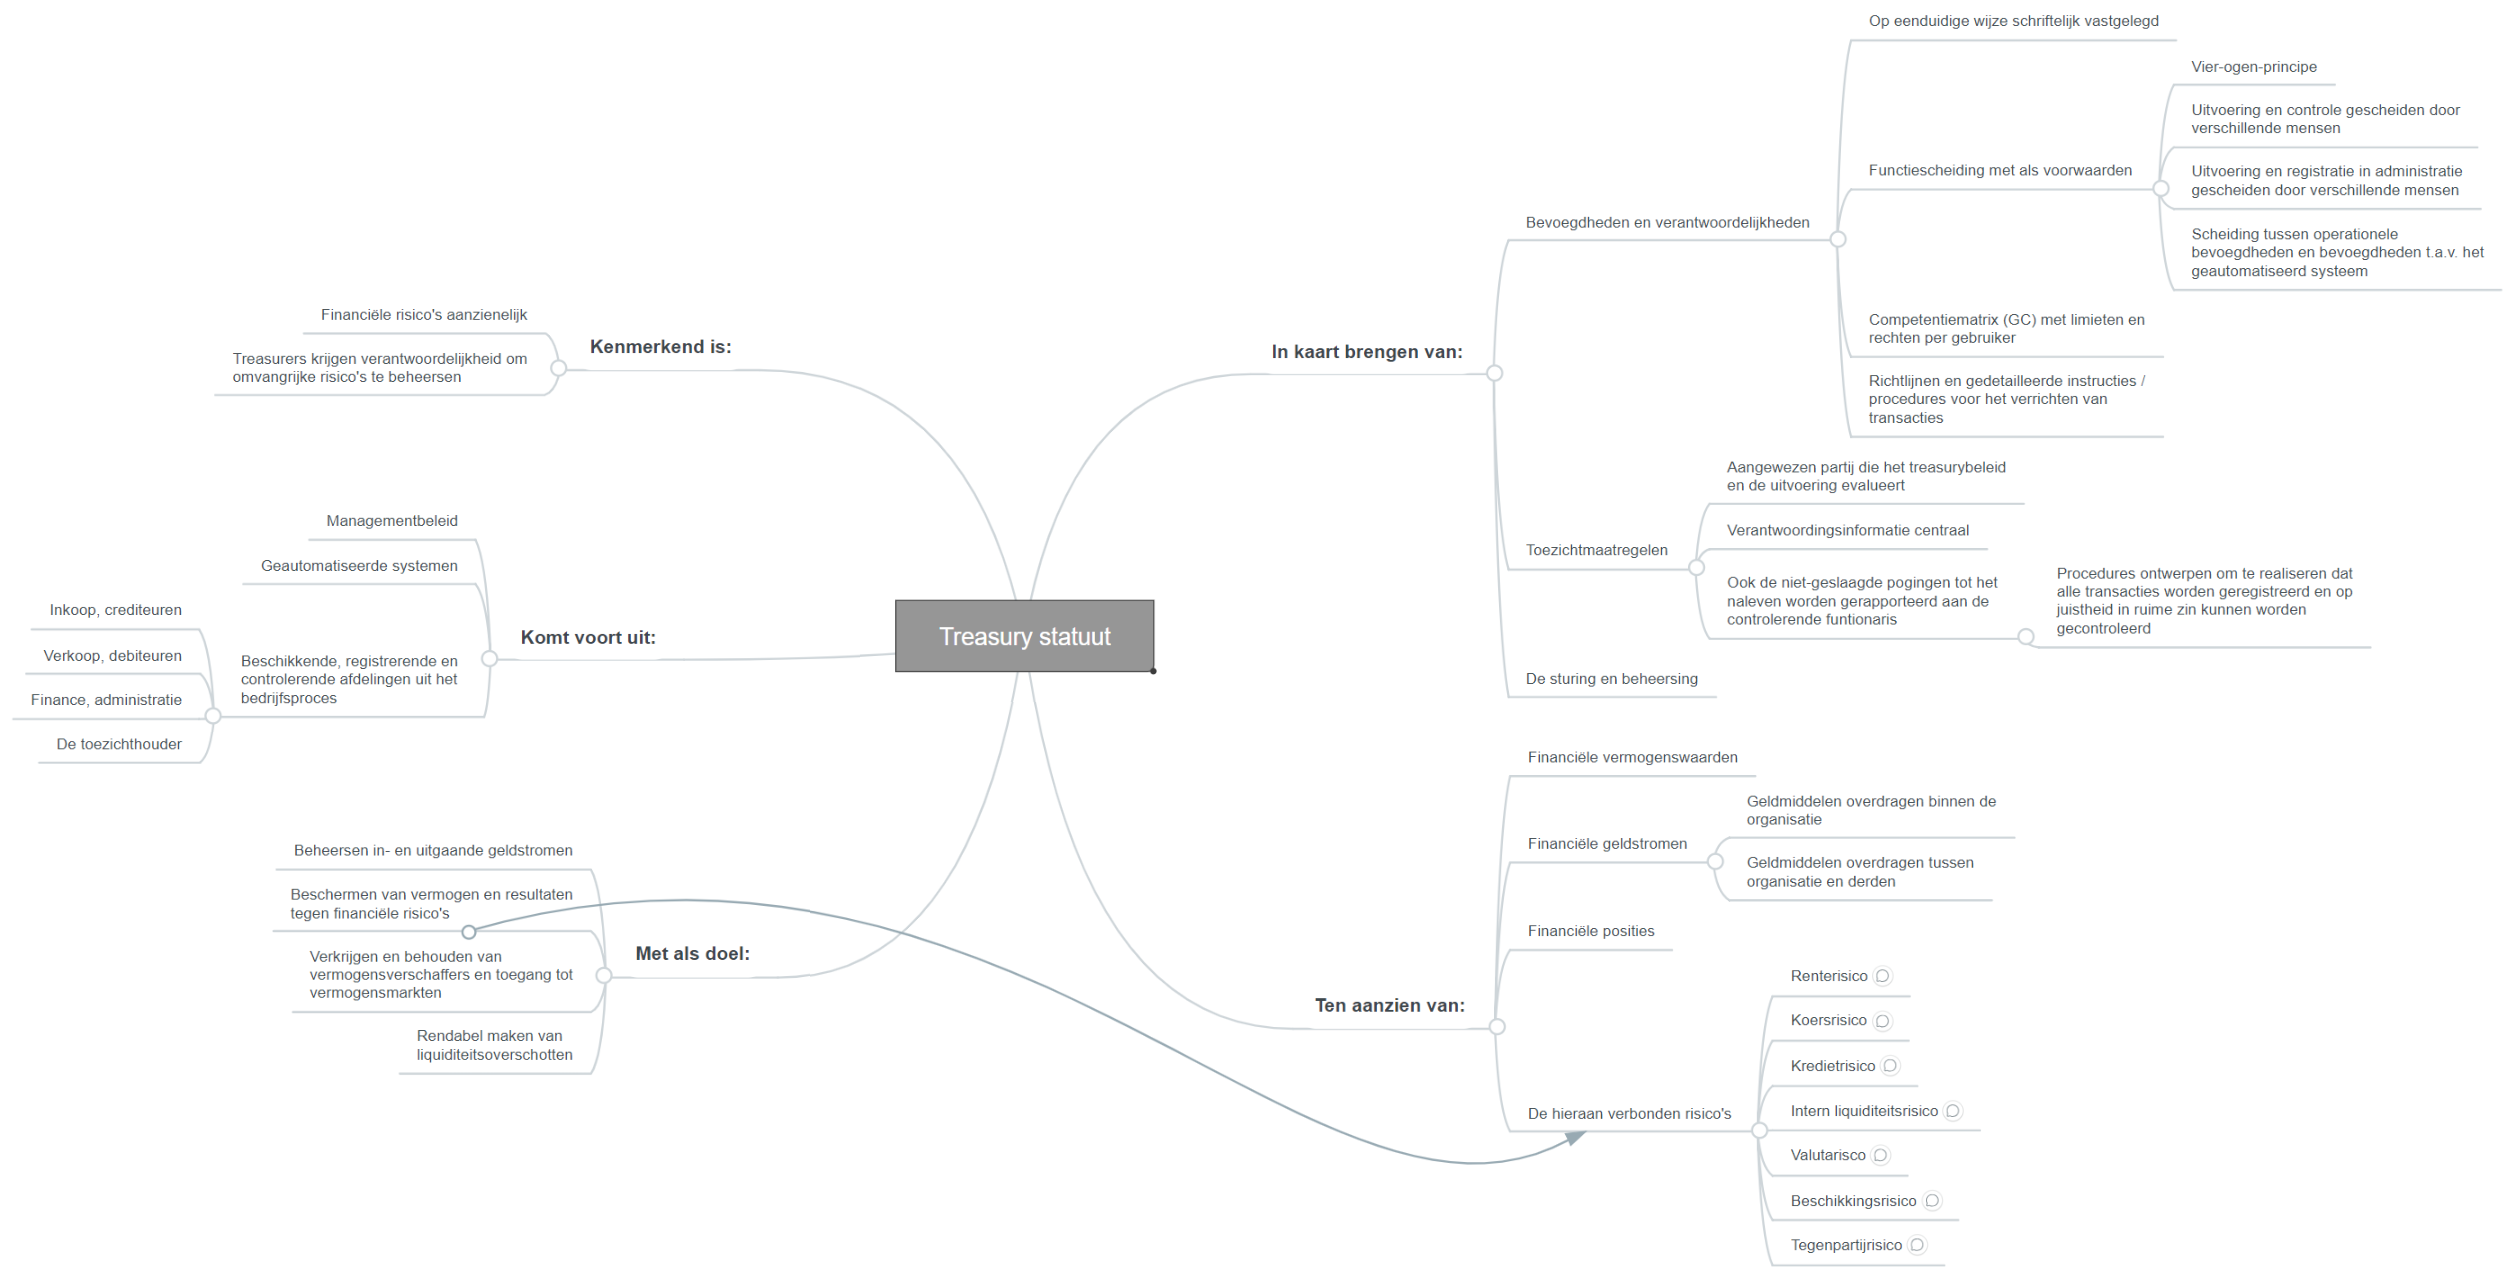 Treasury statuut
Kenmerkend is:
Financiële risico's aanzienelijk
Treasurers krijgen verantwoordelijkheid om
omvangrijke risico's te beheersen
Komt voort uit:
Managementbeleid
Geautomatiseerde systemen
Beschikkende, registrerende en
controlerende afdelingen uit het
bedrijfsproces
Inkoop, crediteuren
Verkoop, debiteuren
Finance, administratie
De toezichthouder
Met als doel:
Beheersen in- en uitgaande geldstromen
Beschermen van vermogen en resultaten
tegen financiële risico's
Verkrijgen en behouden van
vermogensverschaffers en toegang tot
vermogensmarkten
Rendabel maken van
liquiditeitsoverschotten
In kaart brengen van:
Bevoegdheden en verantwoordelijkheden
Op eenduidige wijze schriftelijk vastgelegd
Functiescheiding met als voorwaarden
Vier-ogen-principe
Uitvoering en controle gescheiden door
verschillende mensen
Uitvoering en registratie in administratie
gescheiden door verschillende mensen
Scheiding tussen operationele
bevoegdheden en bevoegdheden t.a.v. het
geautomatiseerd systeem
Competentiematrix (GC) met limieten en
rechten per gebruiker
Richtlijnen en gedetailleerde instructies /
procedures voor het verrichten van
transacties
Toezichtmaatregelen
Aangewezen partij die het treasurybeleid
en de uitvoering evalueert
Verantwoordingsinformatie centraal
Ook de niet-geslaagde pogingen tot het
naleven worden gerapporteerd aan de
controlerende funtionaris
Procedures ontwerpen om te realiseren dat
alle transacties worden geregistreerd en op
juistheid in ruime zin kunnen worden
gecontroleerd
De sturing en beheersing
Ten aanzien van:
Financiële vermogenswaarden
Financiële geldstromen
Geldmiddelen overdragen binnen de
organisatie
Geldmiddelen overdragen tussen
organisatie en derden
Financiële posities
De hieraan verbonden risico's
Renterisico
Koersrisico
Kredietrisico
Intern liquiditeitsrisico
Valutarisco
Beschikkingsrisico
Tegenpartijrisico